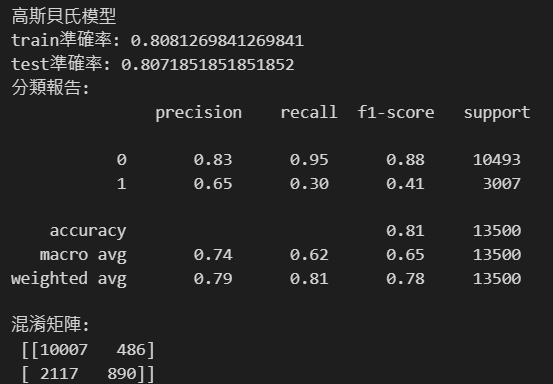 高斯貝氏模型
train準確率: 0.8081269841269841
test準確率: 0.8071851851851852
分類報告:
precision recall f1-score support
0 0.83 0.95 0.88 10493
1 0.65 0.30 0.41 3007
accuracy 0.81 13500
macro avg 0.74 0.62 0.65 13500
weighted avg 0.79 0.81 0.78 13500
混淆矩陣:
[[10007 486]
[ 2117 890]]